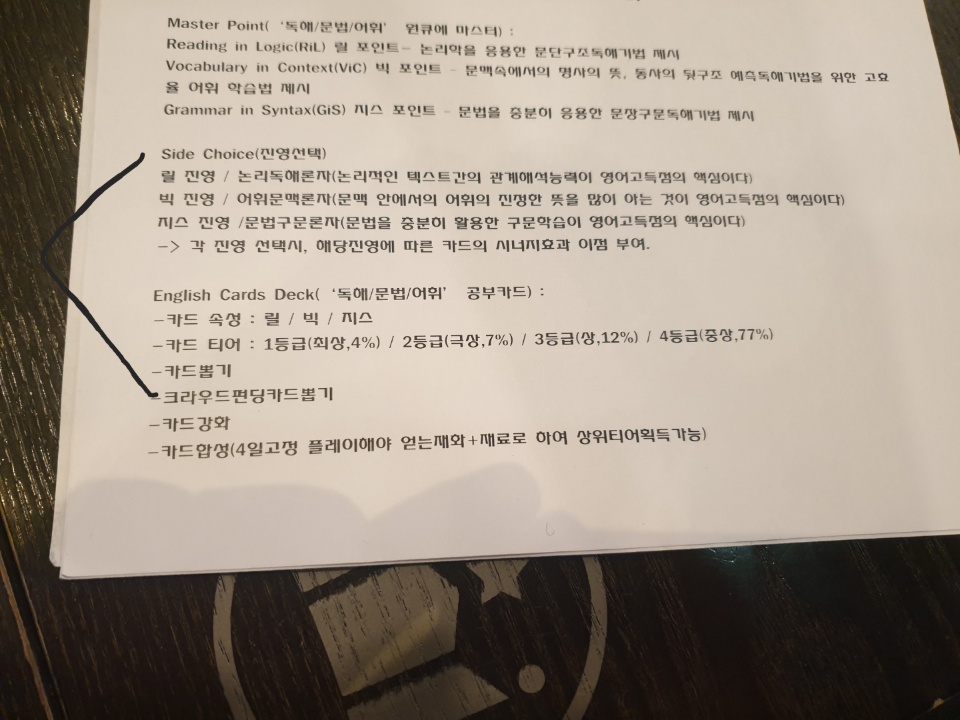 Master Point( '독해/문법/어휘' 원큐에 마스터) :
Reading in Logic(RiL) 릴 포인트- 논리학을 응용한 문단구조독해기법 제시
Vocabulary in Context(ViC) 빅 포인트 - 문맥속에서의 명사의 뜻, 동사의 뒷구조 예측독해기법을 위한 고효
율 어휘 학습법 제시
Grammar in Syntax(GiS) 지스 포인트 - 문법을 충분히 응용한 문장구문독해기법 제시
Side Choice(진영선택)
릴 진영 / 논리독해론자(논리적인 텍스트간의 관계해석능력이 영어고득점의 핵심이다)
빅 진영 / 어휘문맥론자(문맥 안에서의 어휘의 진정한 뜻을 많이 아는 것이 영어고득점의 핵심이다)
지스 진영 /문법구문론자(문법을 충분히 활용한 구문학습이 영어고득점의 핵심이다)
-> 각 진영 선택시, 해당진영에 따른 카드의 시너지효과 이점 부여.
English Cards Deck( '독해/문법/어휘' 공부카드) :
-카드 속성 : 릴 / 빅 / 지스
-카드 티어 : 1등급(최상,4%) / 2등급(극상,7%) / 3등급(상,12%) / 4등급(중상,77%)
-카드뽑기
-크라우드펀딩카드뽑기
-카드강화
-카드합성(4일고정 플레이해야 얻는재화+재료로 하여 상위티어획득가능)